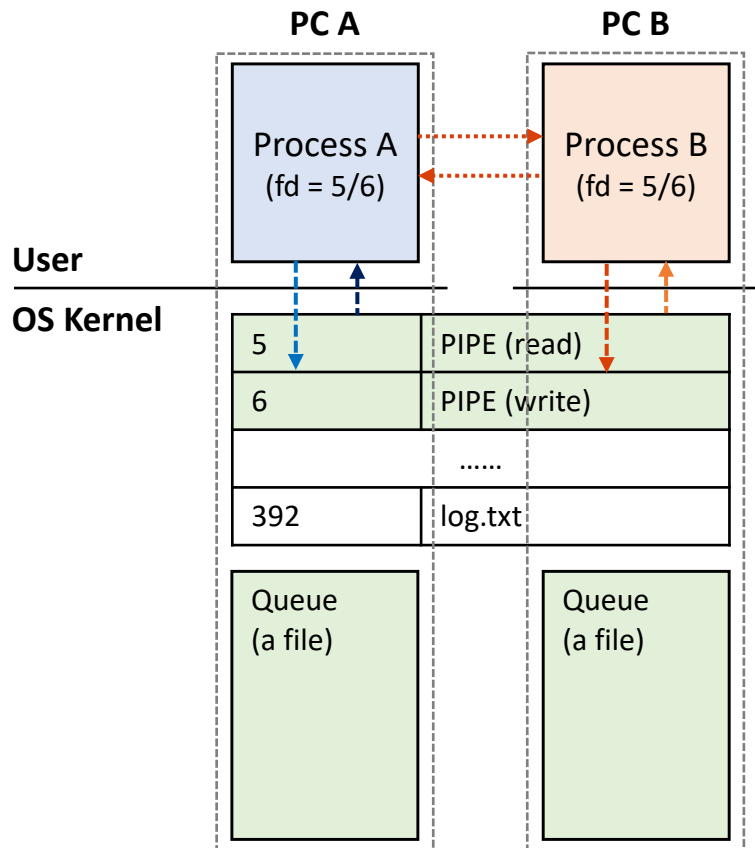 PC A
PC B
Process A
(fd = 5/6)
Process B
(fd = 5/6)
User
OS Kernel
5 PIPE (read)
6 PIPE (write)
......
392 log.txt
Queue
(a file)
Queue
(a file)